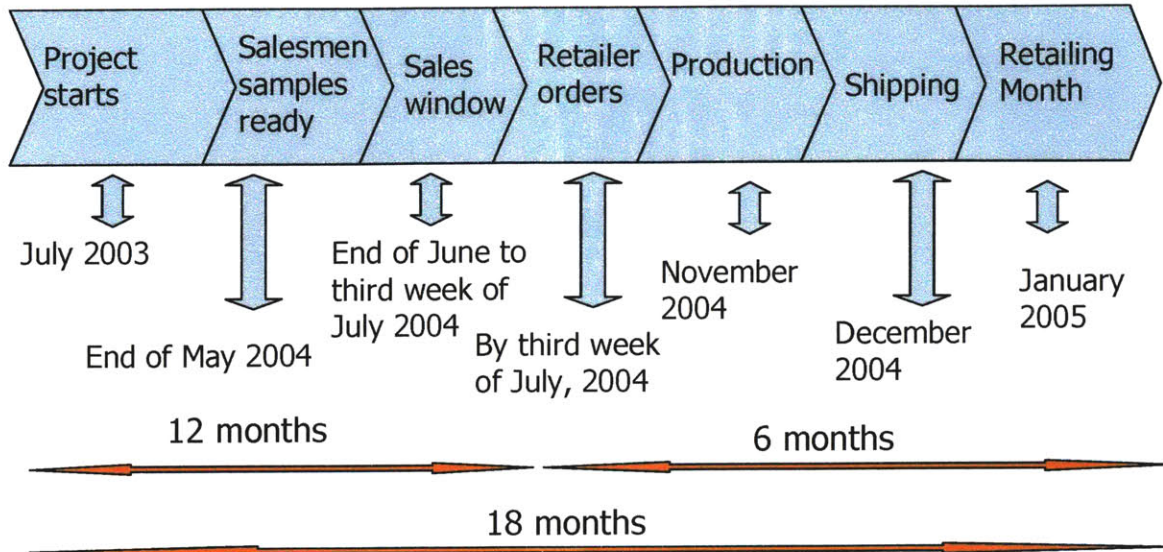 Project
starts
Salesmen
samples
ready
Sales
window
Retailer
orders
Production
Shipping
Retailing
Month
July 2003
End of May 2004
End of June to
third week of
July 2004
By third week
of July, 2004
November
2004
December
2004
January
2005
12 months
6 months
18 months